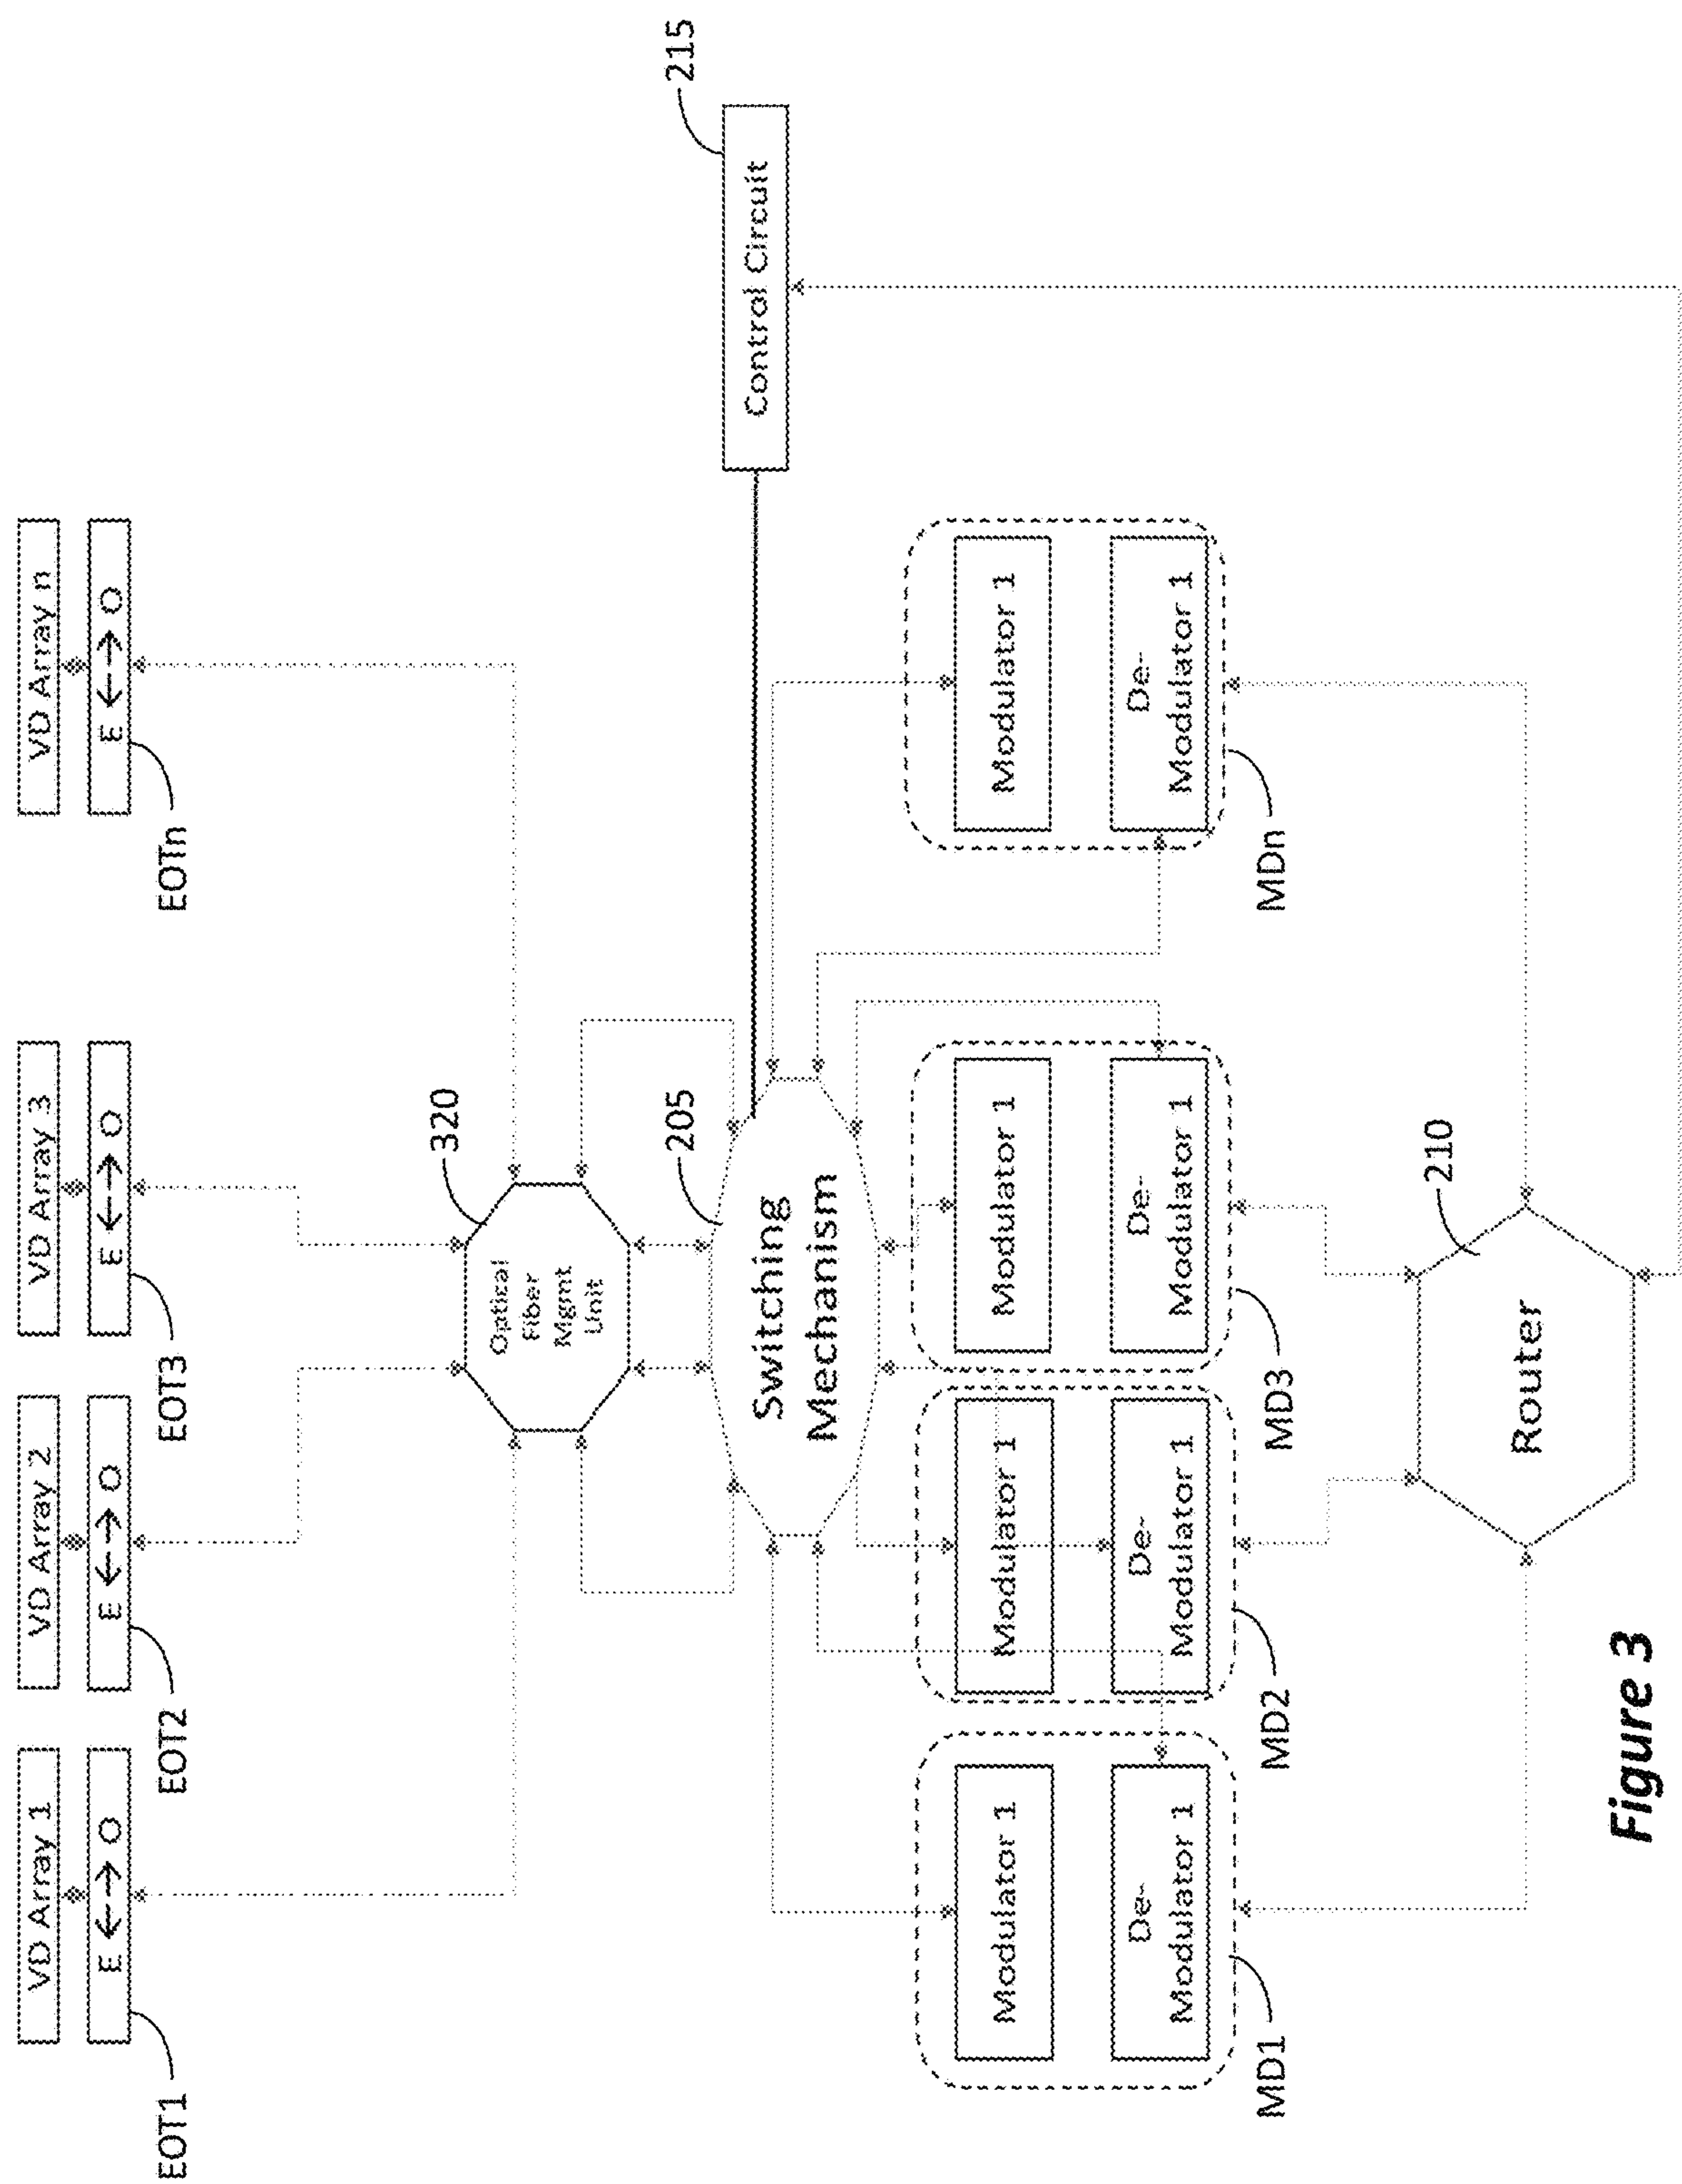 VD Array 1
VD Array 2
VD Array 3
VD Array n
E ⟷ O
E ⟷ O
E ⟷ O
E ⟷ O
EOT1
EOT2
EOT3
EOTn
320
Optical
Fiber
Mgmt
Unit
205
Switching
Mechanism
215
Control Circuit
Modulator 1
De-
Modulator 1
MD1
Modulator 1
De-
Modulator 1
MD2
Modulator 1
De-
Modulator 1
MD3
Modulator 1
De-
Modulator 1
MDn
210
Router
Figure 3